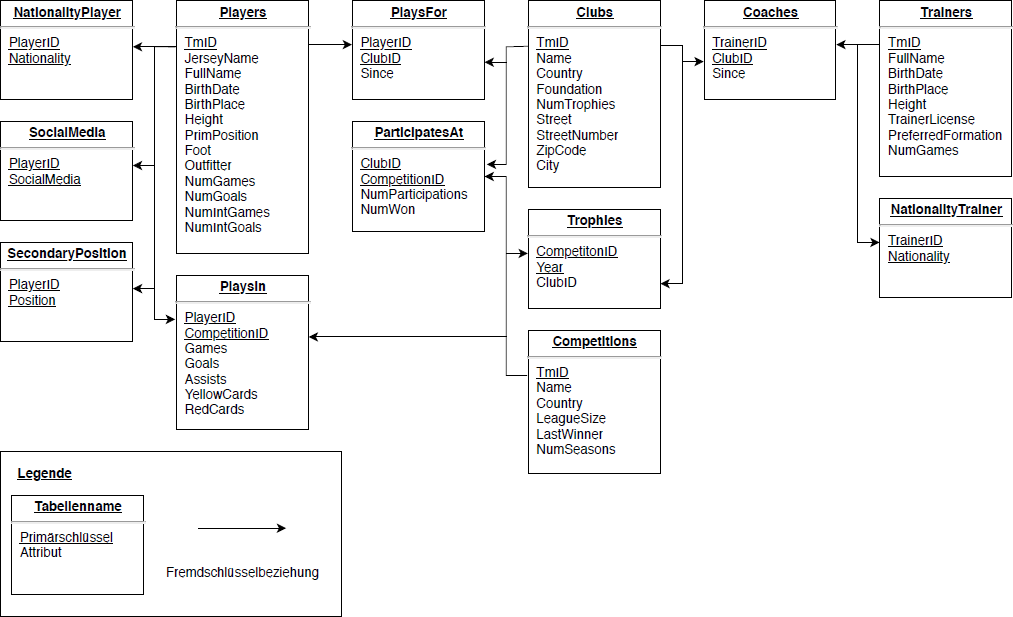 NationalityPlayer
PlayerID
Nationality
SocialMedia
PlayerID
SocialMedia
SecondaryPosition
PlayerID
Position
Players
TmID
JerseyName
FullName
BirthDate
BirthPlace
Height
PrimPosition
Foot
Outfitter
NumGames
NumGoals
NumIntGames
NumIntGoals
PlaysIn
PlayerID
CompetitionID
Games
Goals
Assists
YellowCards
RedCards
PlaysFor
PlayerID
ClubID
Since
ParticipatesAt
ClubID
CompetitionID
NumParticipations
NumWon
Clubs
TmID
Name
Country
Foundation
NumTrophies
Street
StreetNumber
ZipCode
City
Trophies
CompetitonID
Year
ClubID
Competitions
TmID
Name
Country
LeagueSize
LastWinner
NumSeasons
Coaches
TrainerID
ClubID
Since
Trainers
TmID
FullName
BirthDate
BirthPlace
Height
TrainerLicense
PreferredFormation
NumGames
NationalityTrainer
TrainerID
Nationality
Legende
Tabellenname
Primärschlüssel
Attribut
Fremdschlüsselbeziehung